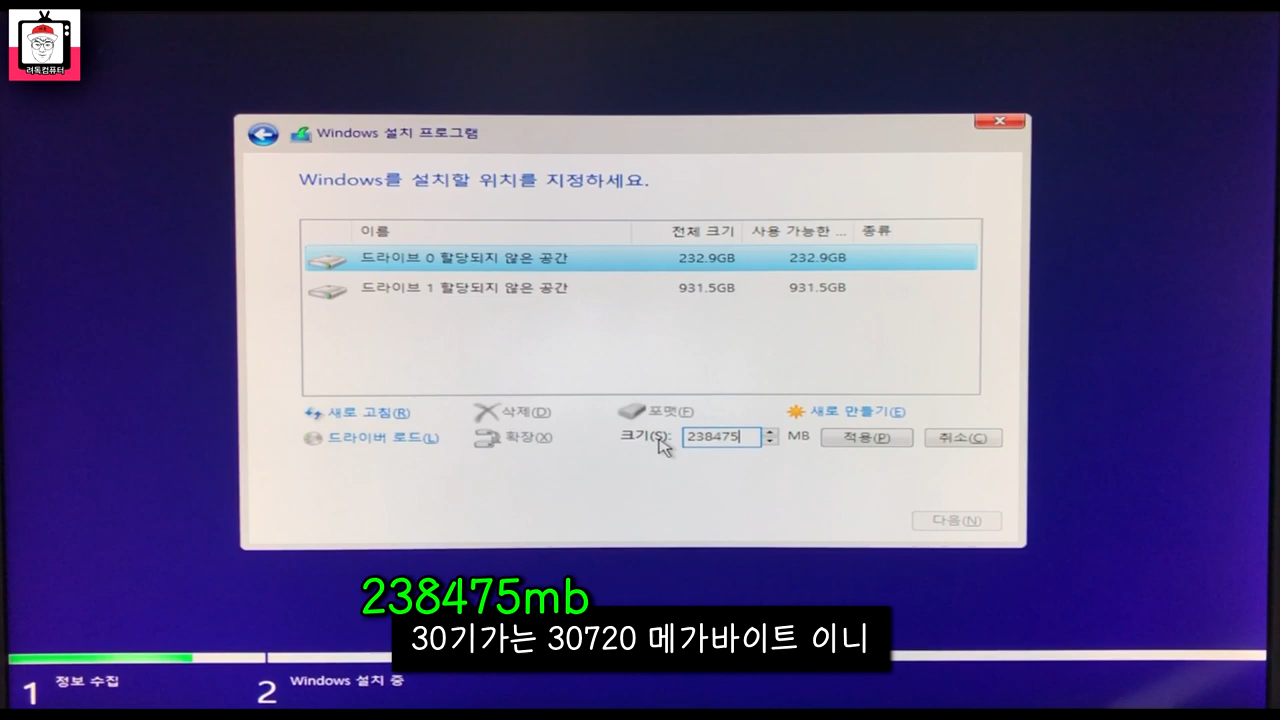 려독컴퓨터
Windows 설치 프로그램
Windows를 설치할 위치를 지정하세요.
이름 전체 크기 사용 가능한 ... 종류
드라이브 0 할당되지 않은 공간 232.9GB 232.9GB
드라이브 1 할당되지 않은 공간 931.5GB 931.5GB
새로 고침(R) 삭제(D) 포맷(F) 새로 만들기(E)
드라이버 로드(L) 확장(X) 크기(S): 238475 MB 적용(P) 취소(C)
다음(N)
238475mb
30기가는 30720 메가바이트 이니
1 정보 수집 2 Windows 설치 중